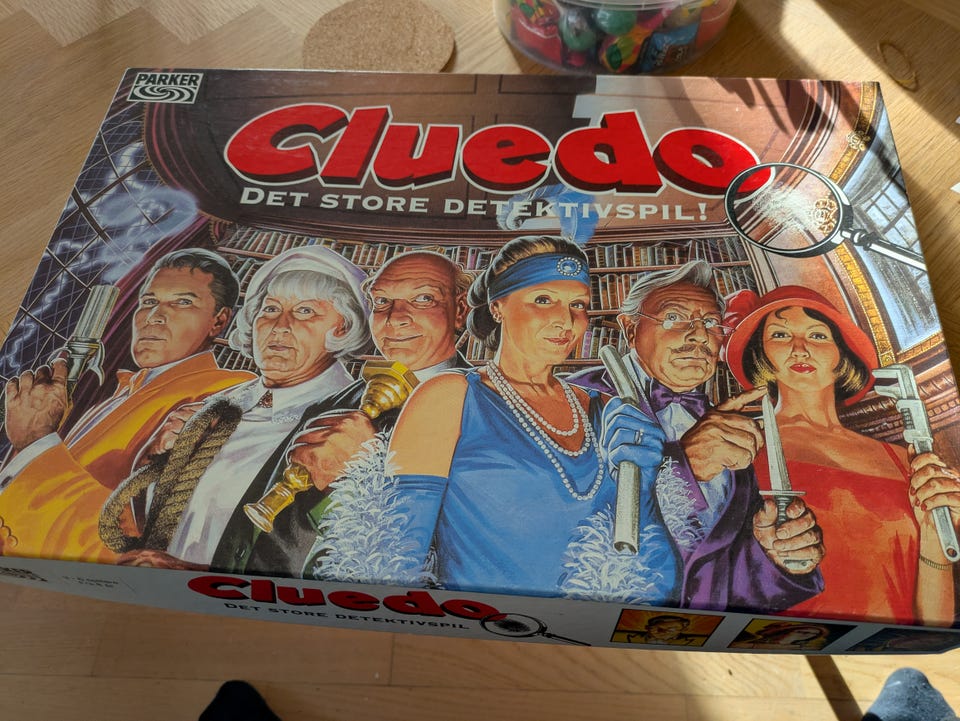 PARKER
Cluedo
DET STORE DETEKTIVSPIL!
Cluedo
DET STORE DETEKTIVSPIL